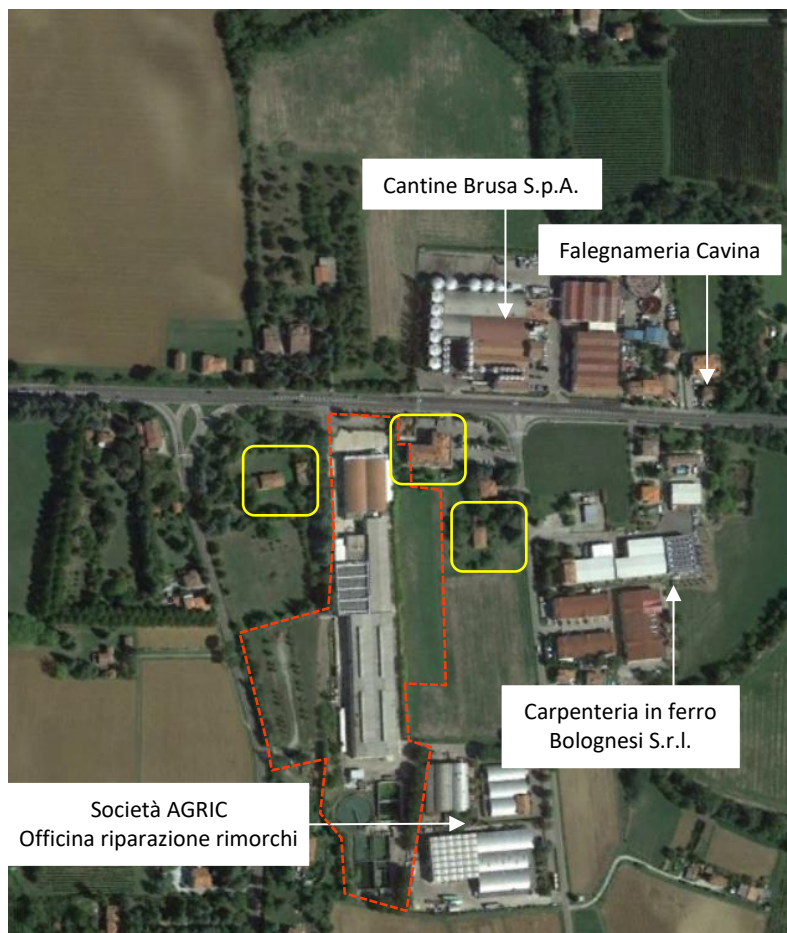 Cantine Brusa S.p.A.
Falegnameria Cavina
Carpenteria in ferro
Bolognesi S.r.l.
Società AGRIC
Officina riparazione rimorchi